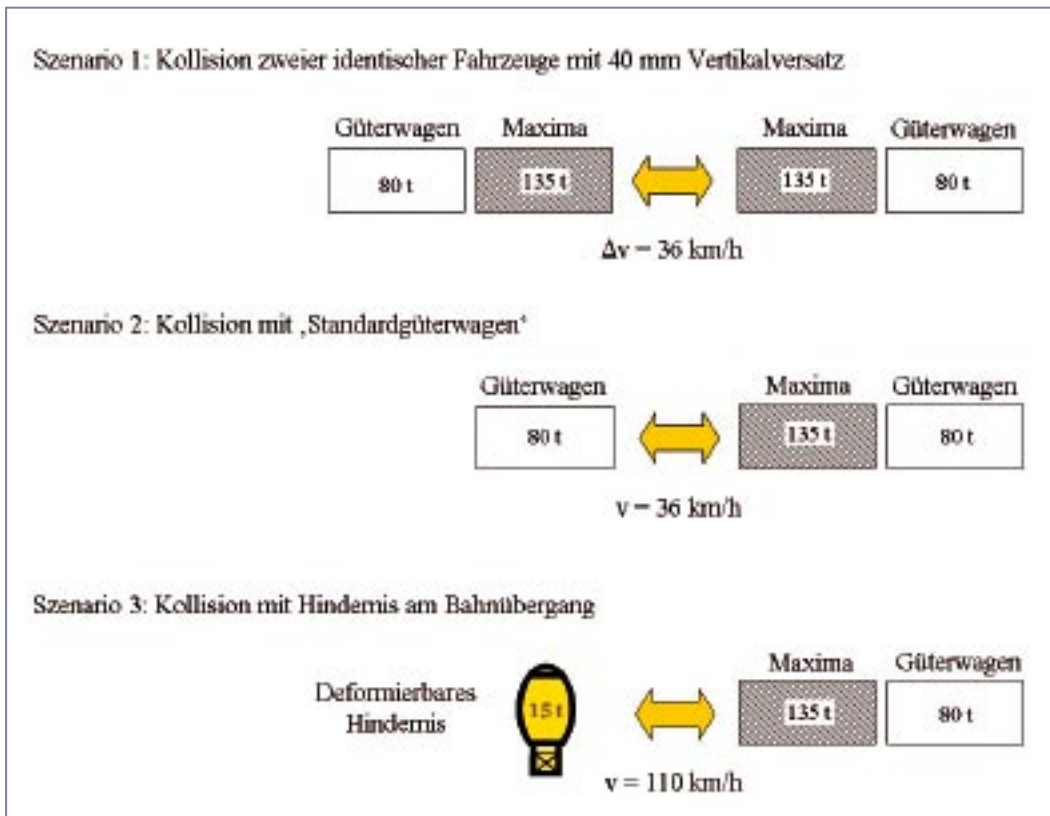 Szenario 1: Kollision zweier identischer Fahrzeuge mit 40 mm Vertikalversatz
Güterwagen Maxima Maxima Güterwagen
80 t 135 t 135 t 80 t
Δv = 36 km/h
Szenario 2: Kollision mit ‚Standardgüterwagen‘
Güterwagen Maxima Güterwagen
80 t 135 t 80 t
v = 36 km/h
Szenario 3: Kollision mit Hindernis am Bahnübergang
Maxima Güterwagen
Deformierbares
Hindernis
15 t 135 t 80 t
v = 110 km/h